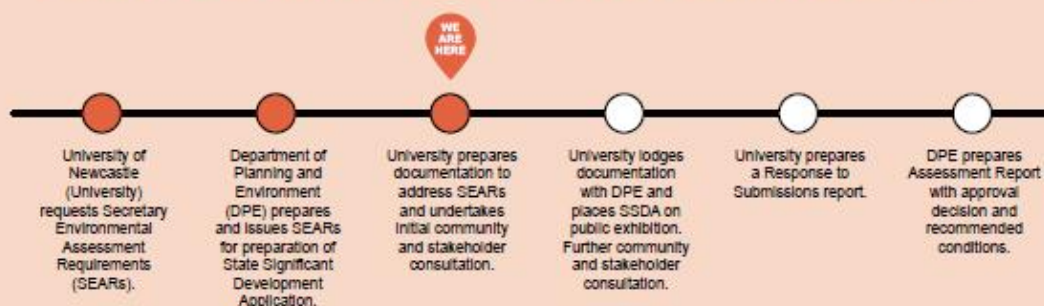 WE
ARE
HERE
University of
Newcastle
(University)
requests Secretary
Environmental
Assessment
Requirements
(SEARs).
Department of
Planning and
Environment
(DPE) prepares
and issues SEARs
for preparation of
State Significant
Development
Application.
University prepares
documentation to
address SEARs
and undertakes
initial community
and stakeholder
consultation.
University lodges
documentation
with DPE and
places SSDA on
public exhibition.
Further community
and stakeholder
consultation.
University prepares
a Response to
Submissions report.
DPE prepares
Assessment Report
with approval
decision and
recommended
conditions.